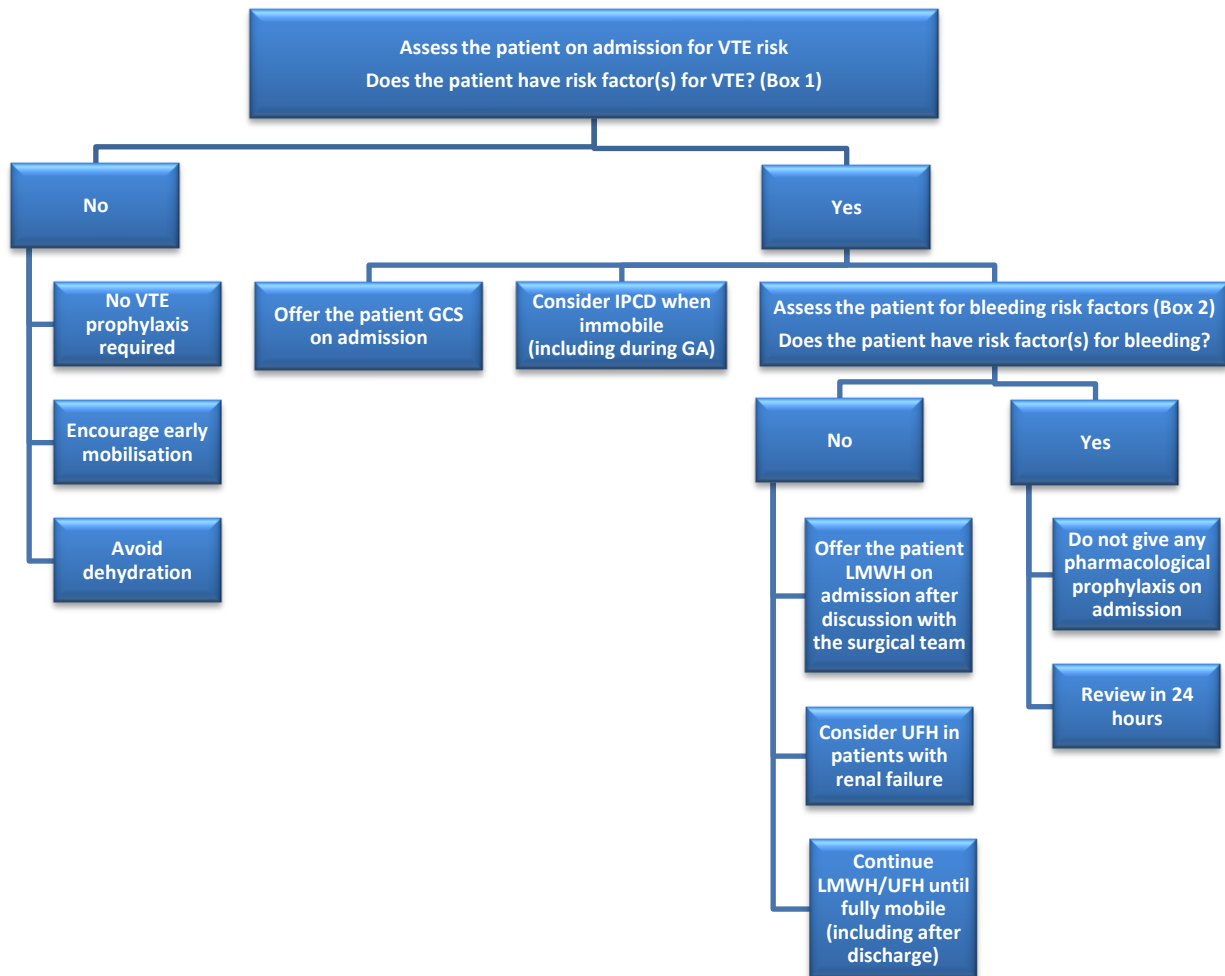 Assess the patient on admission for VTE risk
Does the patient have risk factor(s) for VTE? (Box 1)
No
Yes
No VTE
prophylaxis
required
Encourage early
mobilisation
Avoid
dehydration
Offer the patient GCS
on admission
Consider IPCD when
immobile
(including during GA)
Assess the patient for bleeding risk factors (Box 2)
Does the patient have risk factor(s) for bleeding?
No
Yes
Offer the patient
LMWH on
admission after
discussion with
the surgical team
Consider UFH in
patients with
renal failure
Continue
LMWH/UFH until
fully mobile
(including after
discharge)
Do not give any
pharmacological
prophylaxis on
admission
Review in 24
hours